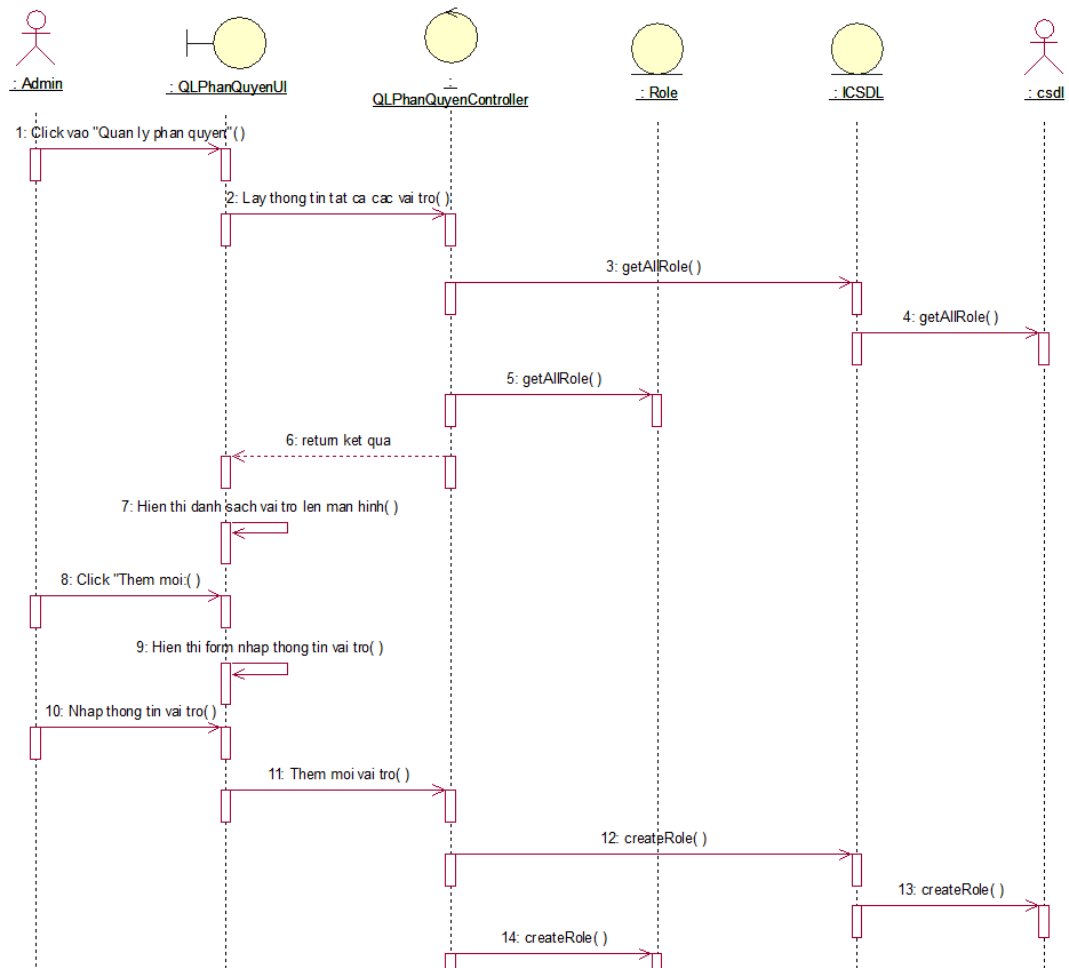 : Admin
: QLPhanQuyenUI
:
QLPhanQuyenController
: Role
: ICSDL
: csdl
1: Click vao "Quan ly phan quyen"( )
2: Lay thong tin tat ca cac vai tro( )
3: getAllRole( )
4: getAllRole( )
5: getAllRole( )
6: return ket qua
7: Hien thi danh sach vai tro len man hinh( )
8: Click "Them moi:( )
9: Hien thi form nhap thong tin vai tro( )
10: Nhap thong tin vai tro( )
11: Them moi vai tro( )
12: createRole( )
13: createRole( )
14: createRole( )